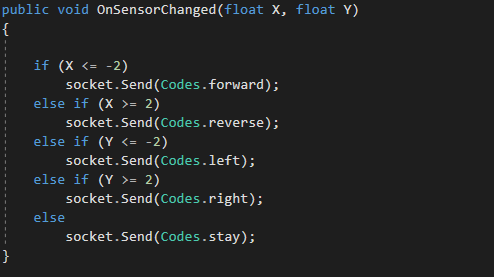 public void OnSensorChanged(float X, float Y)
{
if (X <= -2)
socket.Send(Codes.forward);
else if (X >= 2)
socket.Send(Codes.reverse);
else if (Y <= -2)
socket.Send(Codes.left);
else if (Y >= 2)
socket.Send(Codes.right);
else
socket.Send(Codes.stay);
}